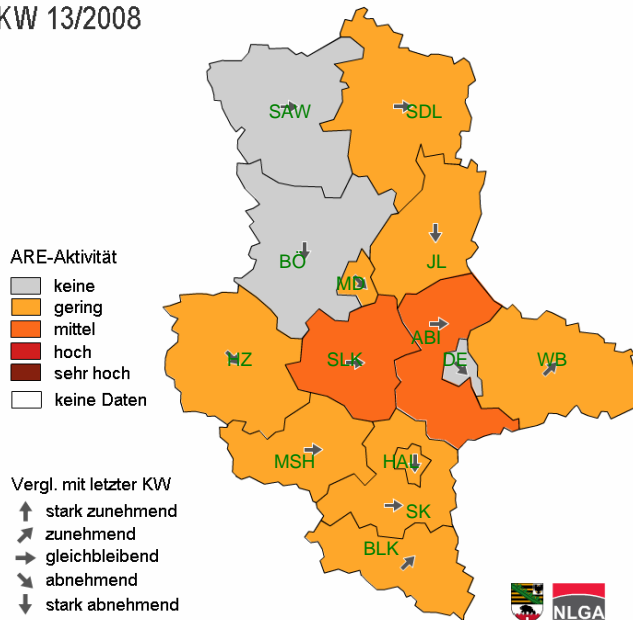 KW 13/2008
SAW
SDL
BÖ
MD
JL
ARE-Aktivität
keine
gering
mittel
hoch
sehr hoch
keine Daten
HZ
SLK
ABI
DE
WB
MSH
HAL
SK
BLK
Vergl. mit letzter KW
stark zunehmend
zunehmend
gleichbleibend
abnehmend
stark abnehmend
NLGA